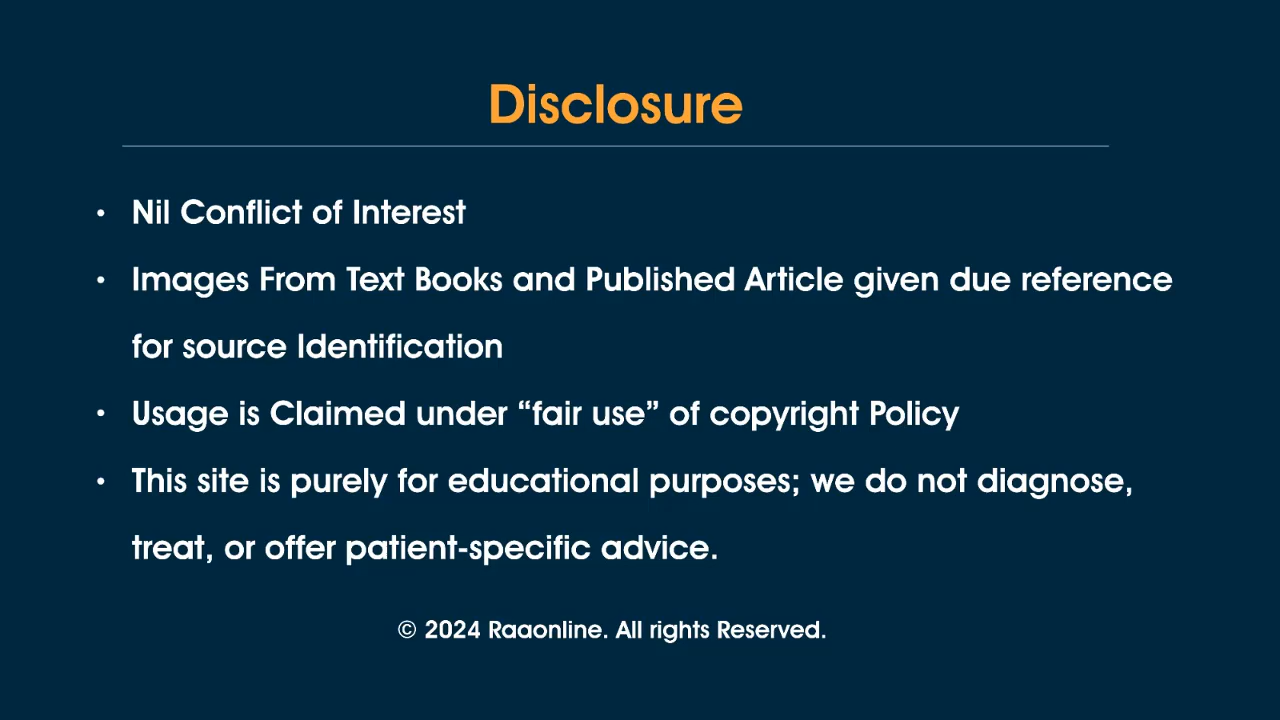 Disclosure
• Nil Conflict of Interest
• Images From Text Books and Published Article given due reference
for source Identification
• Usage is Claimed under “fair use” of copyright Policy
• This site is purely for educational purposes; we do not diagnose,
treat, or offer patient-specific advice.
© 2024 Raaonline. All rights Reserved.